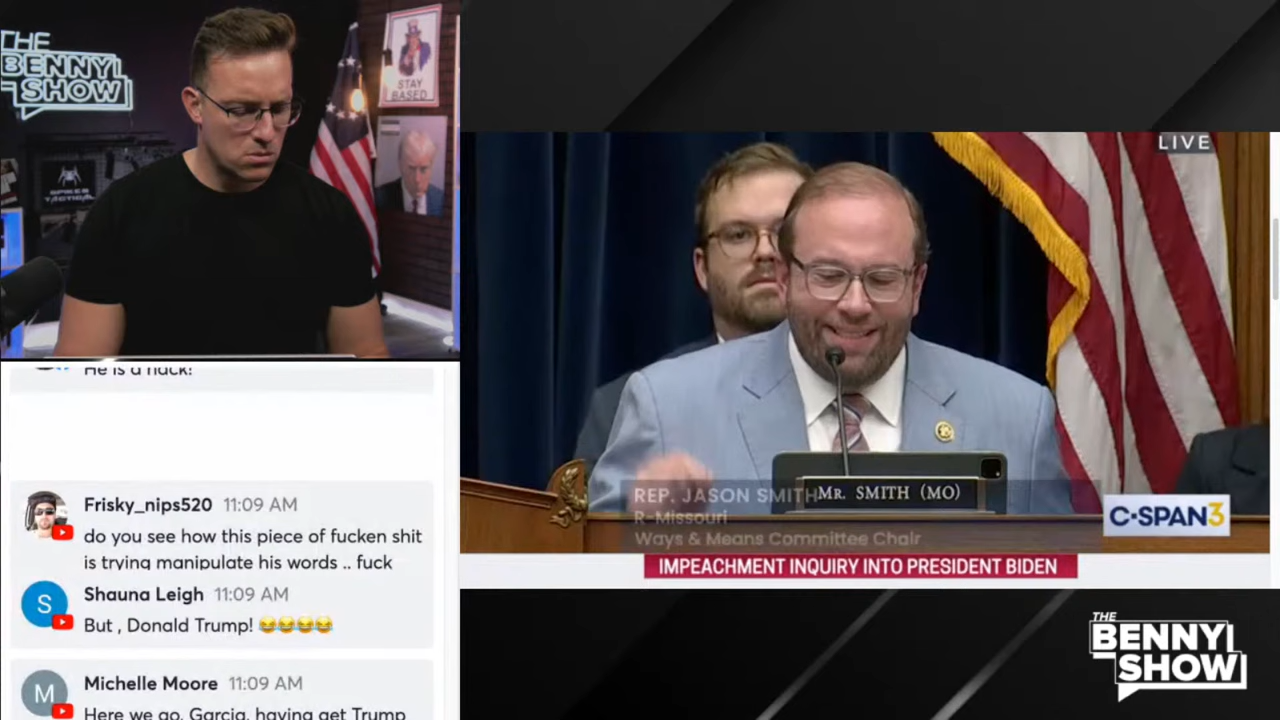 THE
BENNY
SHOW
STAY
BASED
SPIKES
TACTICAL
He is a hack!
Frisky_nips520 11:09 AM
do you see how this piece of fucken shit
is trying manipulate his words .. fuck
Shauna Leigh 11:09 AM
S
But , Donald Trump! 😂😂😂😂
Michelle Moore 11:09 AM
M
Here we go. Garcia, having get Trump
LIVE
MR. SMITH (MO)
REP. JASON SMITH
R-Missouri
Ways & Means Committee Chair
C-SPAN3
IMPEACHMENT INQUIRY INTO PRESIDENT BIDEN
THE
BENNY
SHOW